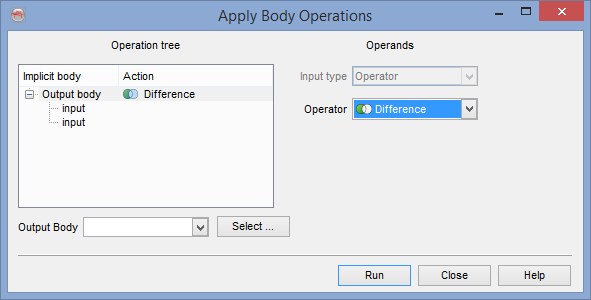 Apply Body Operations
Operation tree
Operands
Implicit body Action
Output body Difference
input
input
Input type Operator
Operator Difference
Output Body Select ...
Run Close Help